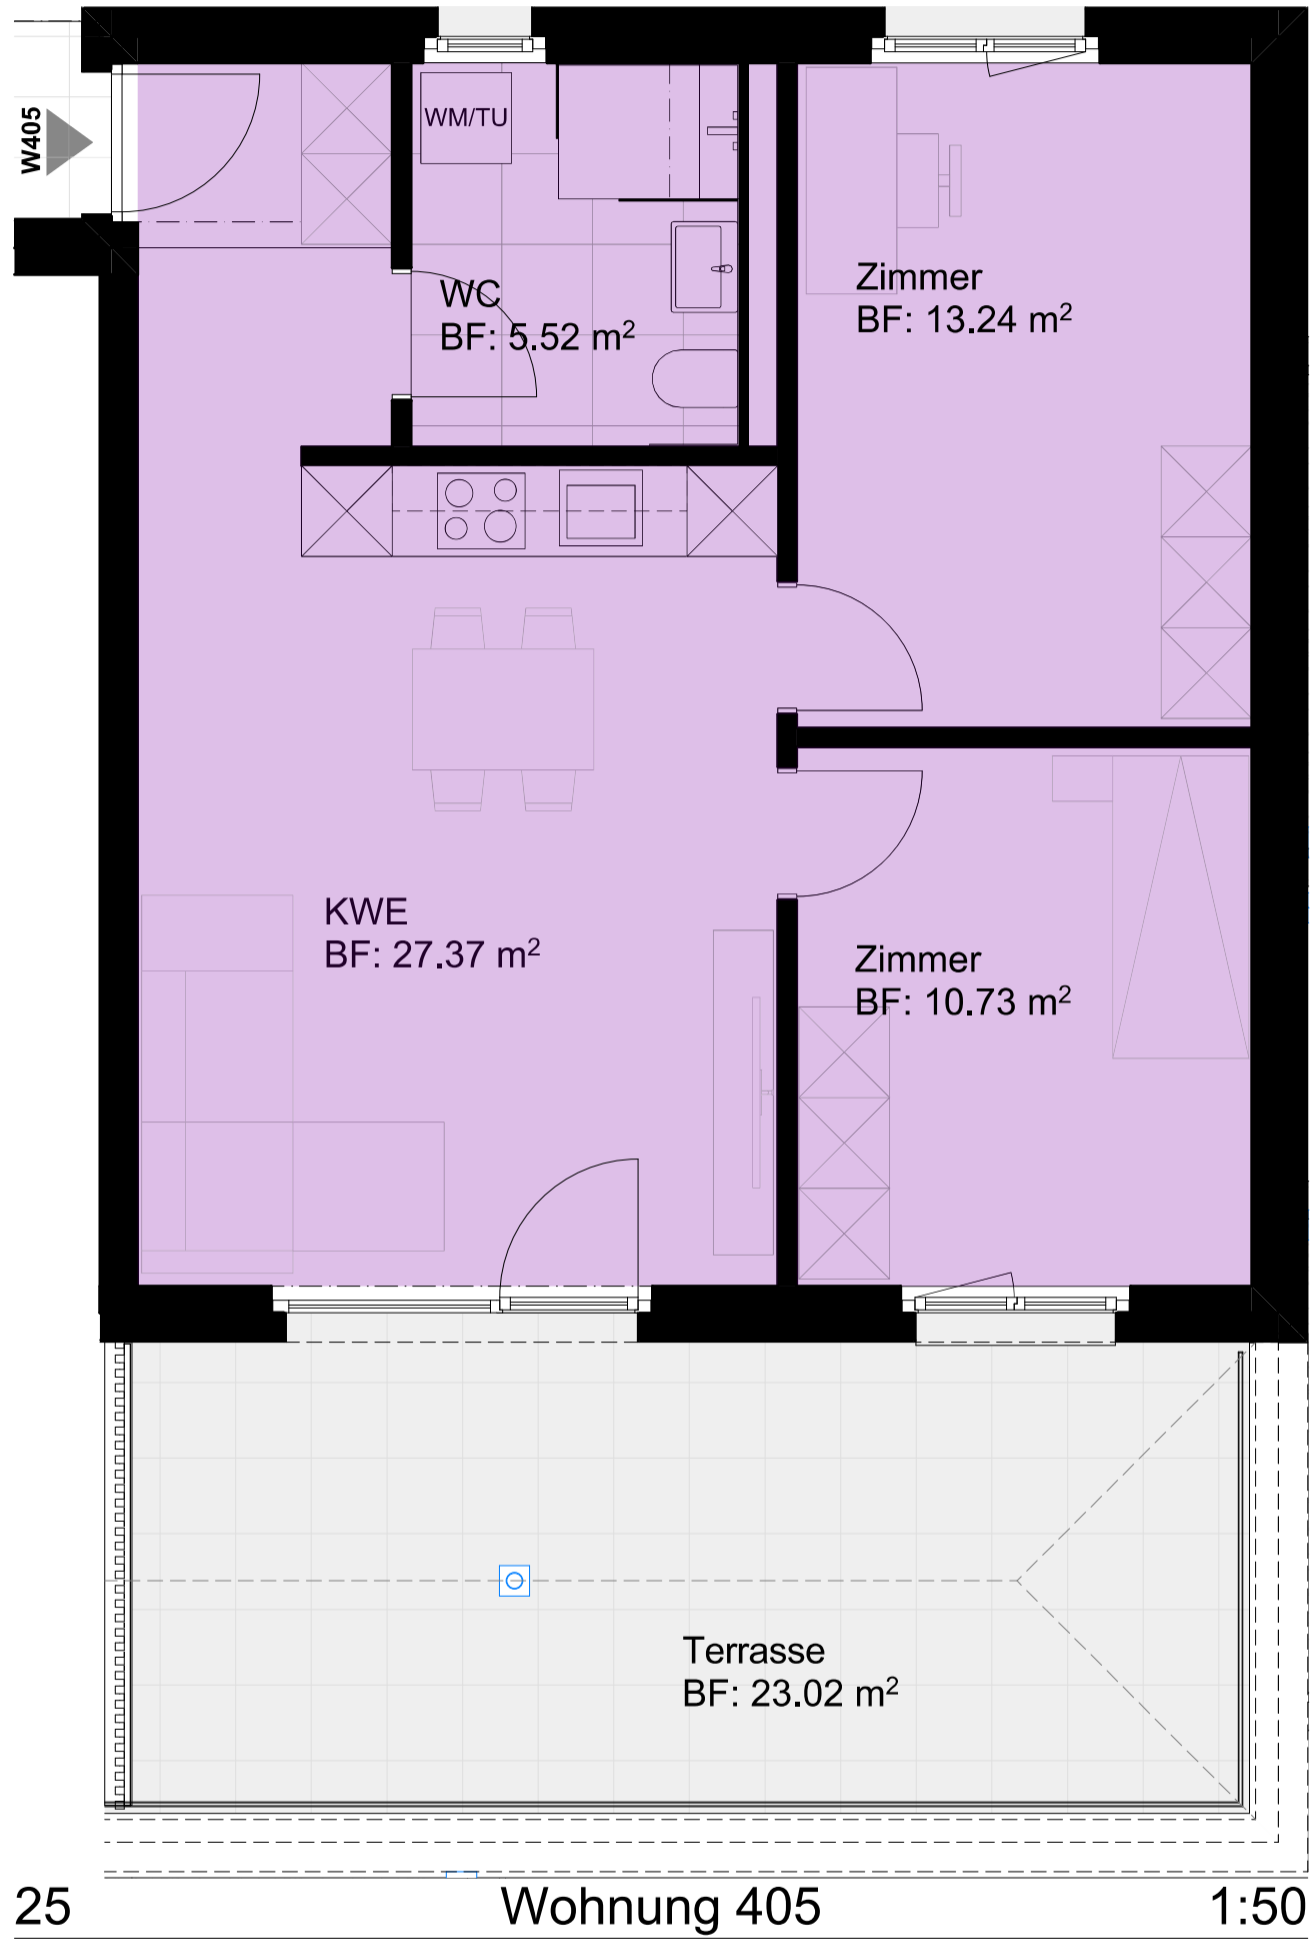 W405
WM/TU
WC
BF: 5.52 m²
Zimmer
BF: 13.24 m²
KWE
BF: 27.37 m²
Zimmer
BF: 10.73 m²
Terrasse
BF: 23.02 m²
25
Wohnung 405
1:50